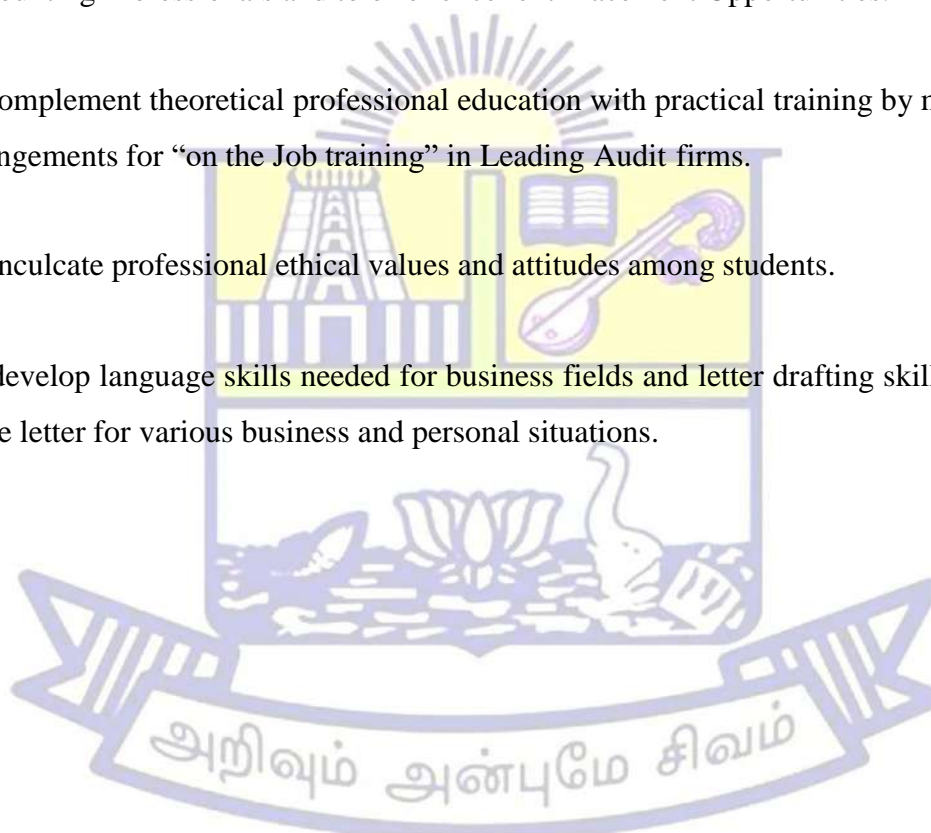 omplement theoretical professional education with practical training by
ngements for “on the Job training” in Leading Audit firms.
nculcate professional ethical values and attitudes among students.
develop language skills needed for business fields and letter drafting skill
e letter for various business and personal situations.
அறிவும் அன்புமே சிவம்